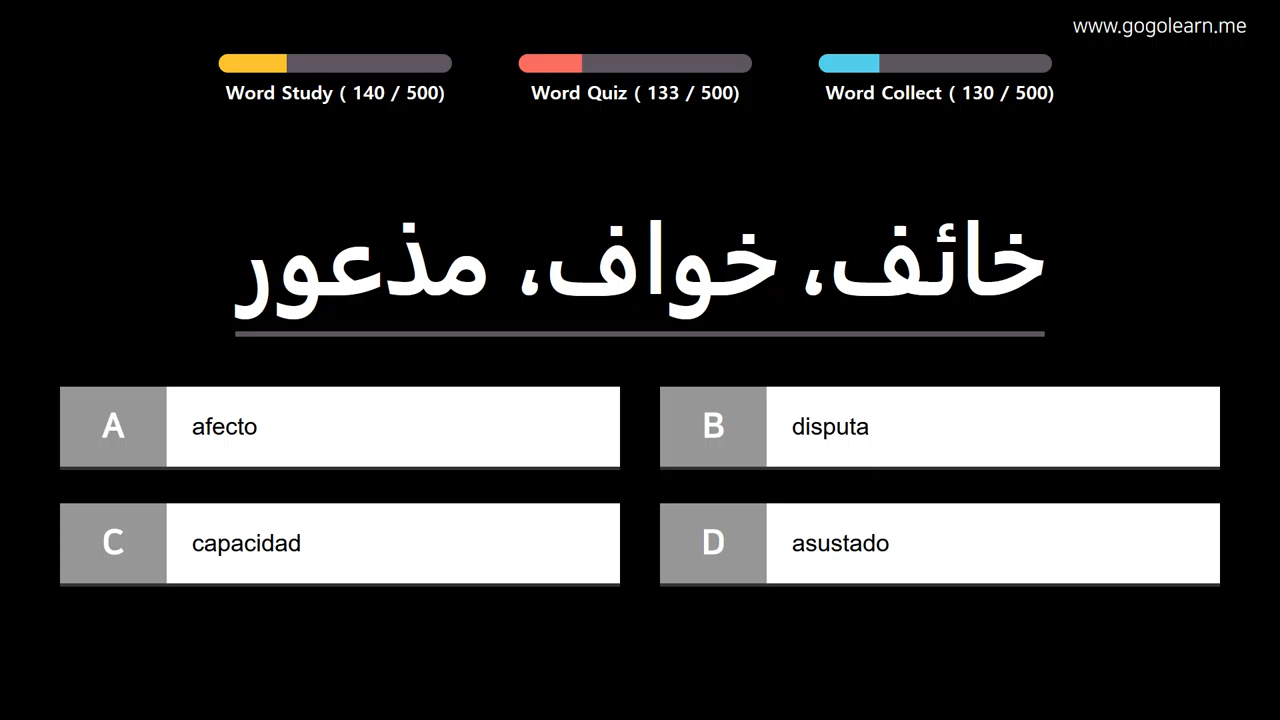 www.gogolearn.me
Word Study ( 140 / 500)
Word Quiz ( 133 / 500)
Word Collect ( 130 / 500)
خائف، خواف، مذعور
A afecto
B disputa
C capacidad
D asustado